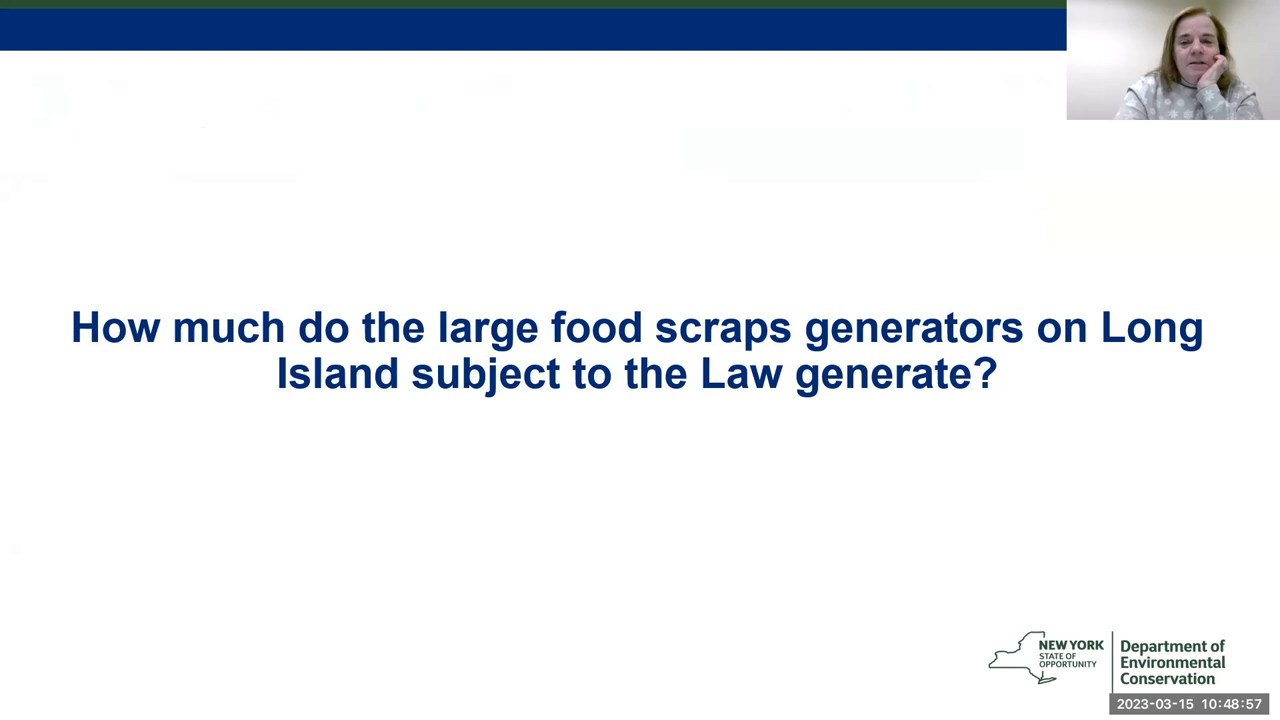 How much do the large food scraps generators on Long
Island subject to the Law generate?
NEW YORK
STATE OF
OPPORTUNITY
Department of
Environmental
Conservation
2023-03-15 10:48:57